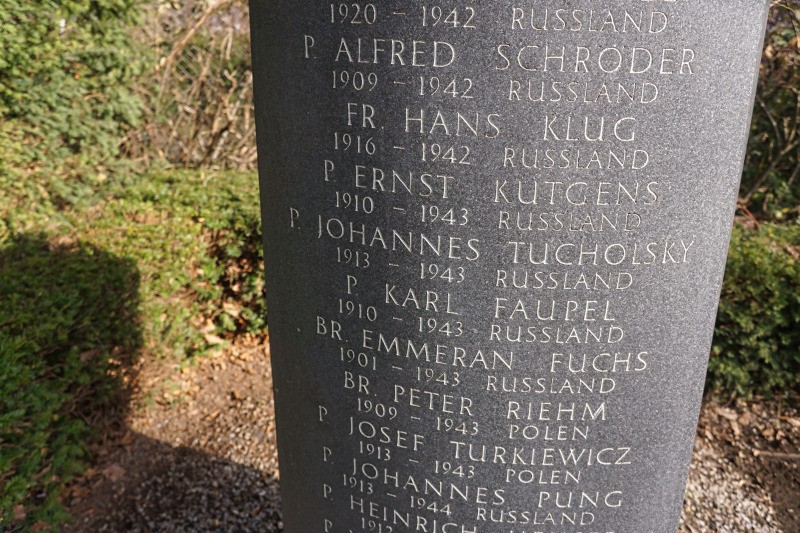 1920 – 1942 RUSSLAND
P. ALFRED SCHRÖDER
1909 – 1942 RUSSLAND
FR. HANS KLUG
1916 – 1942 RUSSLAND
P. ERNST KUTGENS
1910 – 1943 RUSSLAND
P. JOHANNES TUCHOLSKY
1913 – 1943 RUSSLAND
P. KARL FAUPEL
1910 – 1943 RUSSLAND
BR. EMMERAN FUCHS
1901 – 1943 RUSSLAND
BR. PETER RIEHM
1909 – 1943 POLEN
P. JOSEF TURKIEWICZ
1913 – 1943 POLEN
P. JOHANNES PUNG
1913 – 1944 RUSSLAND
P. HEINRICH
1912
P.